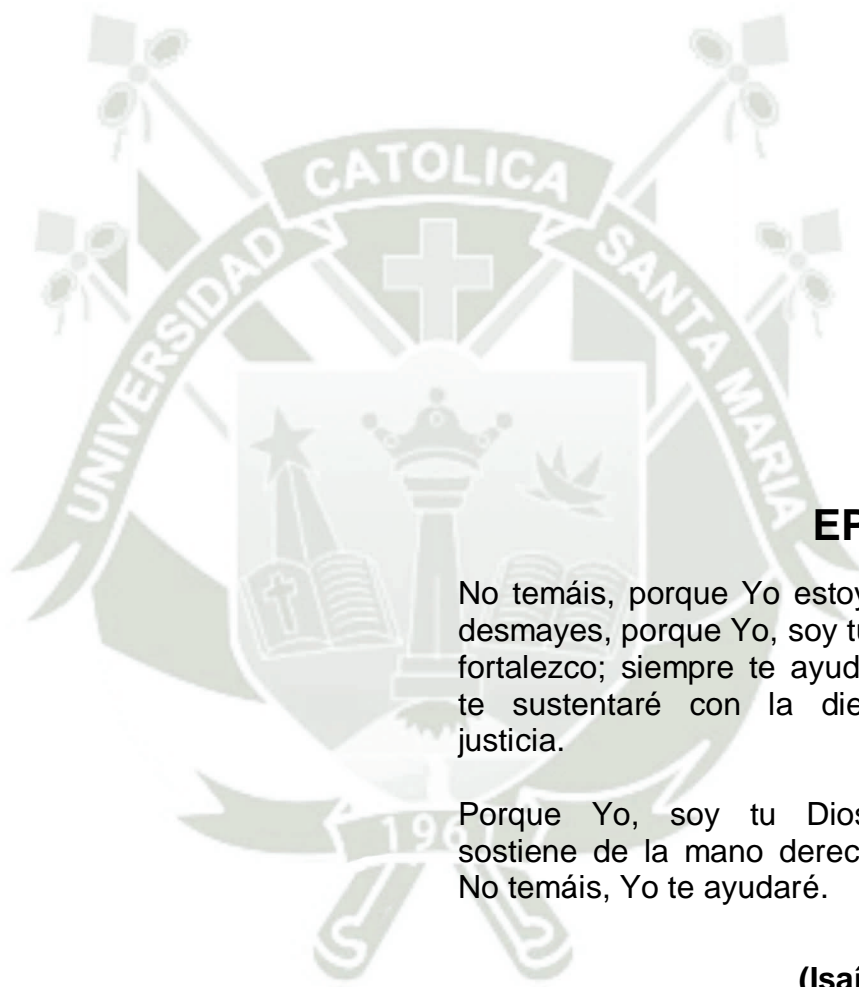 CATOLICA
UNIVERSIDAD
SANTA MARIA
EP
No temáis, porque Yo estoy
desmayes, porque Yo, soy tu
fortalezco; siempre te ayud
te sustentaré con la die
justicia.
Porque Yo, soy tu Dios
sostiene de la mano derec
No temáis, Yo te ayudaré.
196
(Isaí